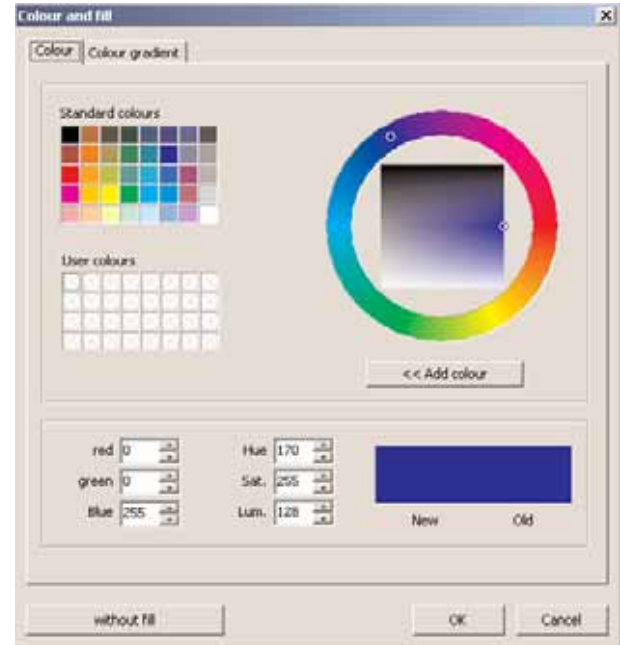 Colour and fill
Colour Colour gradient
Standard colours
User colours
<< Add colour
red 0
green 0
Blue 255
Hue 170
Sat. 255
Lum. 128
New Old
without fill
OK Cancel